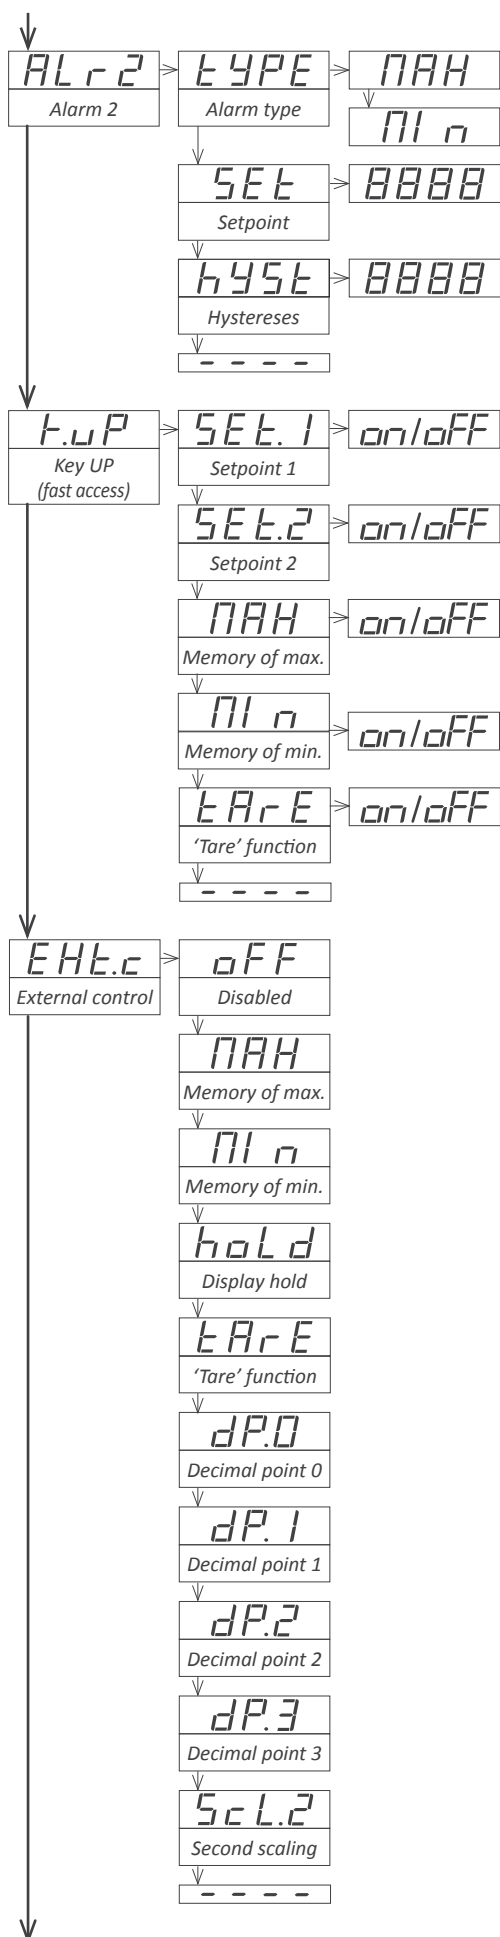 ALr2
tYPE
MAX
Alarm 2
Alarm type
MIn
SEt
8888
Setpoint
hYSt
8888
Hystereses
----
K.uP
SEt.1
on/oFF
Key UP
(fast access)
Setpoint 1
SEt.2
on/oFF
Setpoint 2
MAX
on/oFF
Memory of max.
MIn
on/oFF
Memory of min.
tArE
on/oFF
‘Tare’ function
----
EXt.c
oFF
External control
Disabled
MAX
Memory of max.
MIn
Memory of min.
hoLd
Display hold
tArE
‘Tare’ function
dP.0
Decimal point 0
dP.1
Decimal point 1
dP.2
Decimal point 2
dP.3
Decimal point 3
ScL.2
Second scaling
----